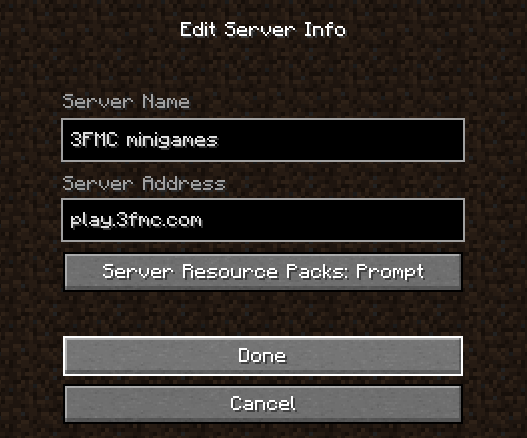 Edit Server Info
Server Name
3FMC minigames
Server Address
play.3fmc.com
Server Resource Packs: Prompt
Done
Cancel